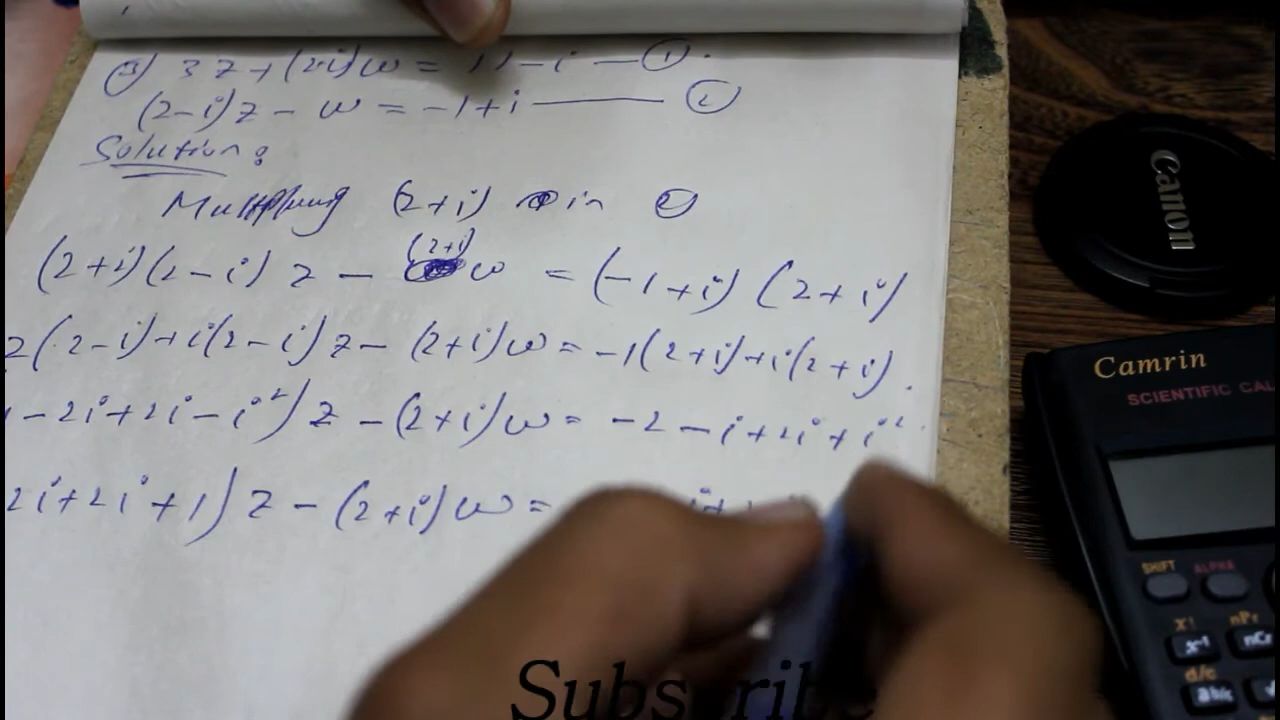 ③ 3z+(2+i)w = 11-i — ①.
(2-i)z - w = -1+i — ②
Solution:
Multiplying (2+i) in ②
(2+i)(2-i) z - (2+i) w = (-1+i) (2+i)
2(2-i)+i(2-i) z - (2+i)w = -1(2+i)+i(2+i).
- 2i+2i - i²) z - (2+i)w = -2 - i+2i+i²
2i+2i+1) z - (2+i)w =
Canon
Camrin
SCIENTIFIC CAL
SHIFT ALPHA
x! nPr
x⁻¹ nCr
d/c
ab/c
Subscribe